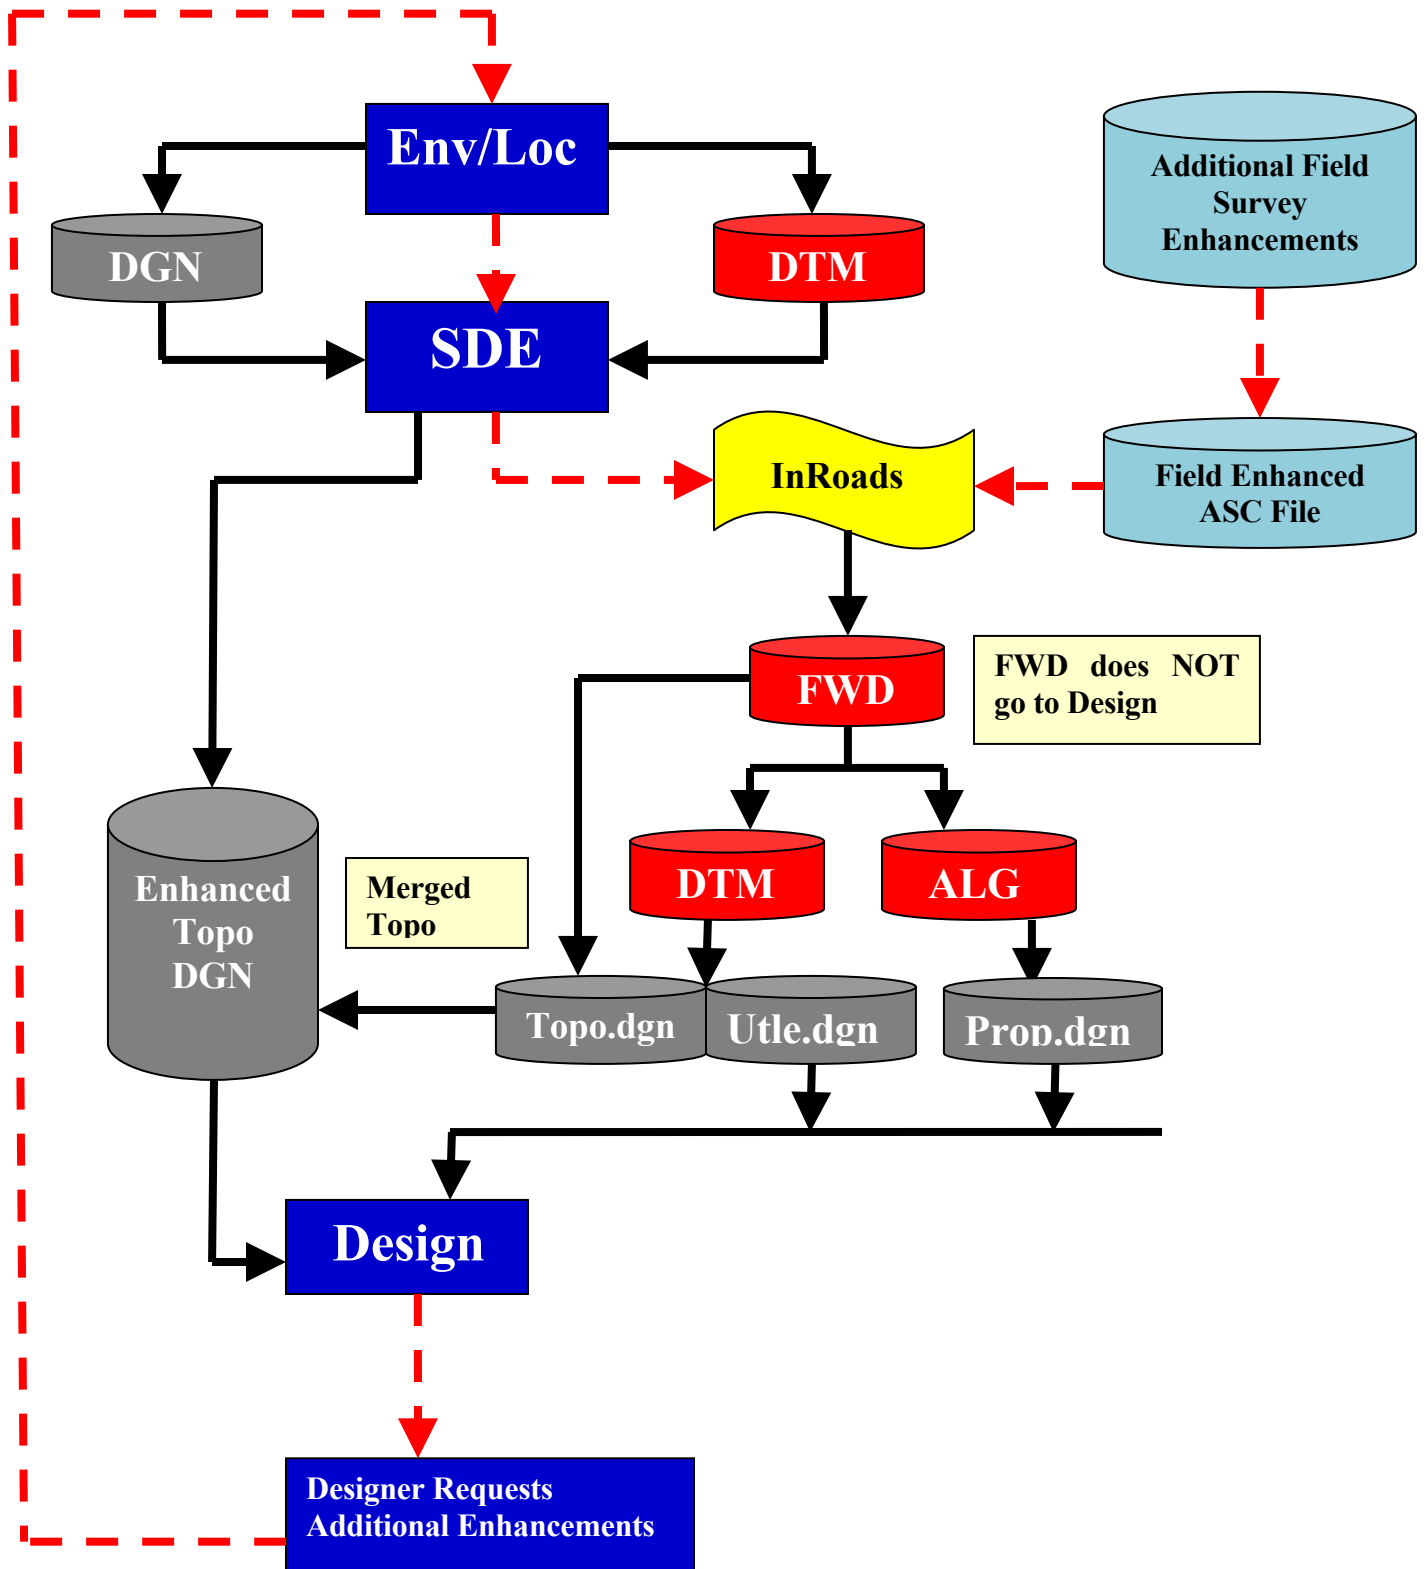 Env/Loc
Additional Field
Survey
Enhancements
DGN
DTM
SDE
InRoads
Field Enhanced
ASC File
FWD
FWD does NOT
go to Design
DTM
ALG
Enhanced
Topo
DGN
Merged
Topo
Topo.dgn
Utle.dgn
Prop.dgn
Design
Designer Requests
Additional Enhancements